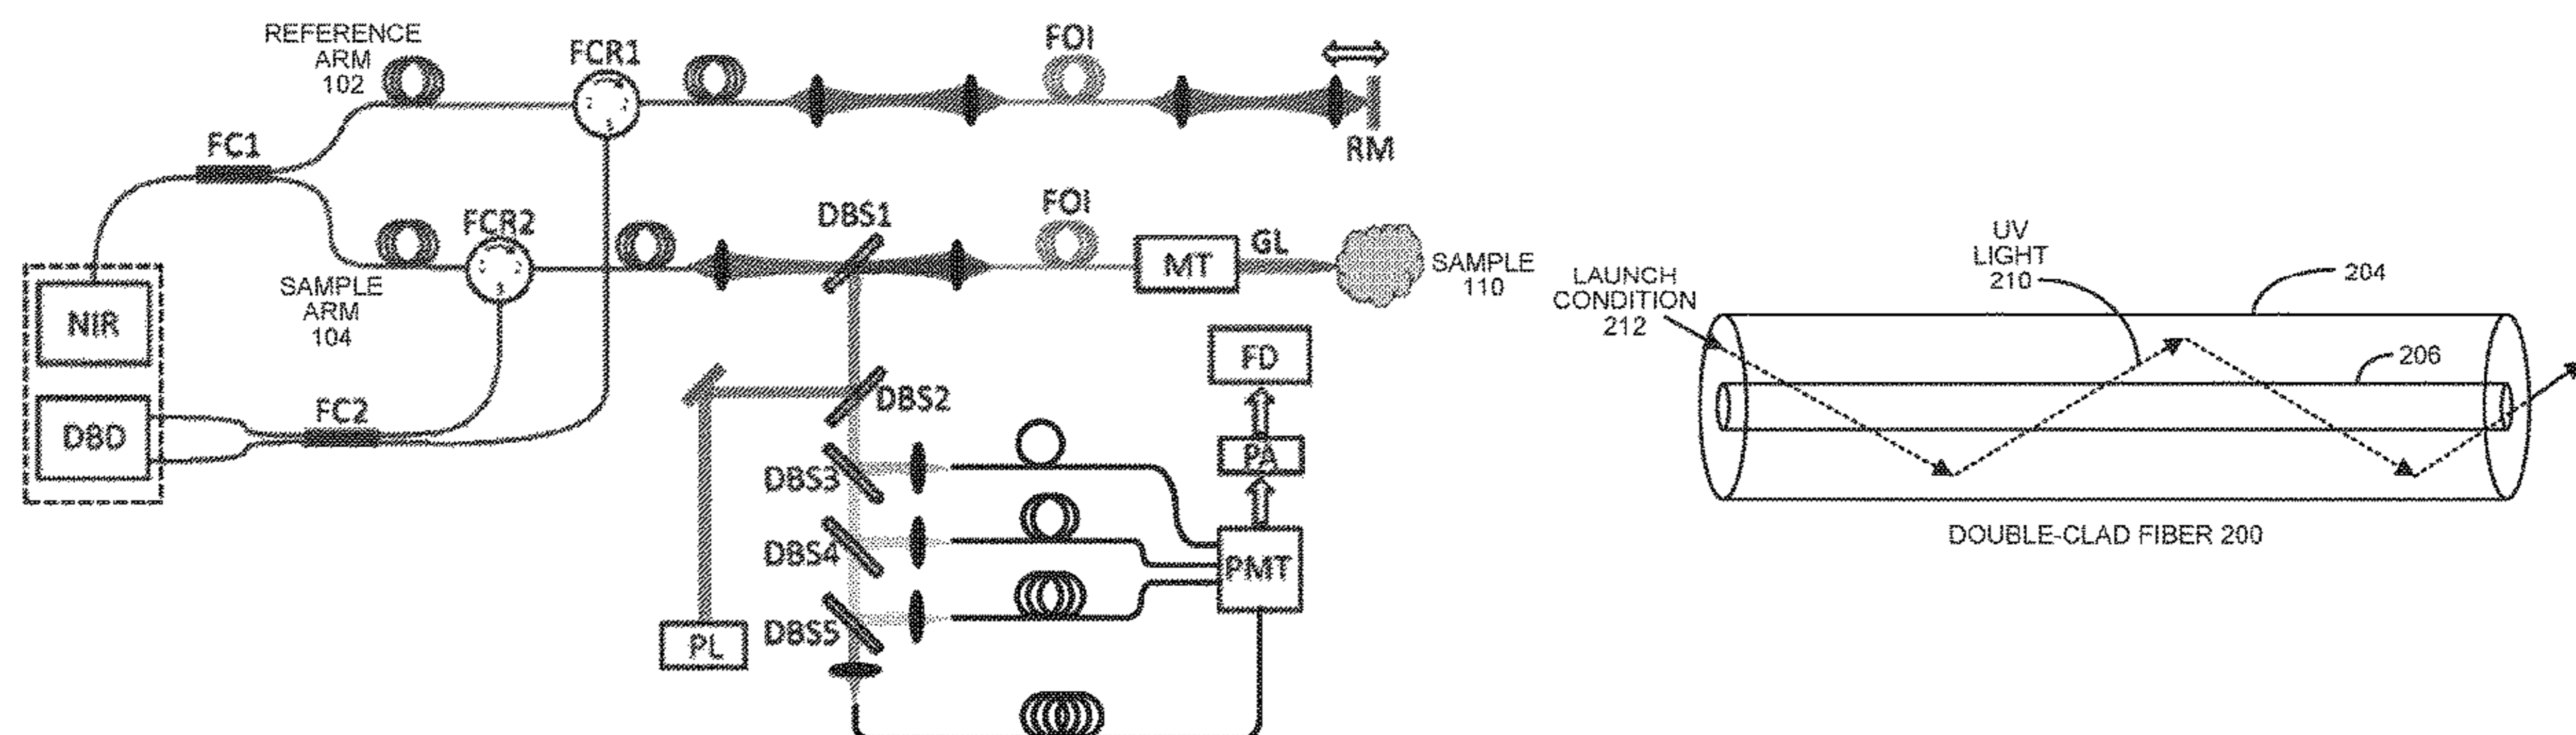 REFERENCE
ARM
102
FCR1
FOI
FC1
RM
FCR2
DBS1
FOI
MT
GL
SAMPLE
110
SAMPLE
ARM
104
NIR
DBD
FC2
DBS2
FD
PA
DBS3
DBS4
PMT
DBS5
PL
UV
LIGHT
210
LAUNCH
CONDITION
212
204
206
DOUBLE-CLAD FIBER 200